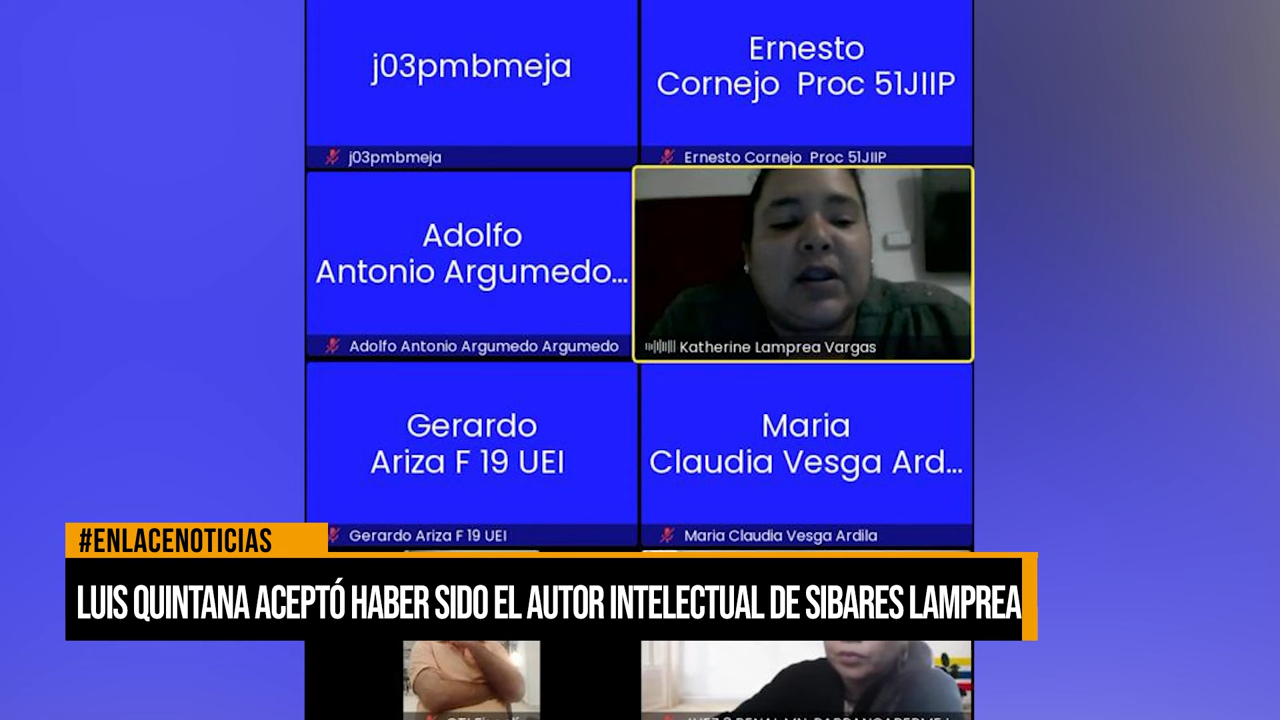 j03pmbmeja
j03pmbmeja
Ernesto
Cornejo Proc 51JIIP
Ernesto Cornejo Proc 51JIIP
Adolfo
Antonio Argumedo...
Adolfo Antonio Argumedo Argumedo
Katherine Lamprea Vargas
Gerardo
Ariza F 19 UEI
Gerardo Ariza F 19 UEI
Maria
Claudia Vesga Ard...
Maria Claudia Vesga Ardila
#ENLACENOTICIAS
LUIS QUINTANA ACEPTÓ HABER SIDO EL AUTOR INTELECTUAL DE SIBARES LAMPREA